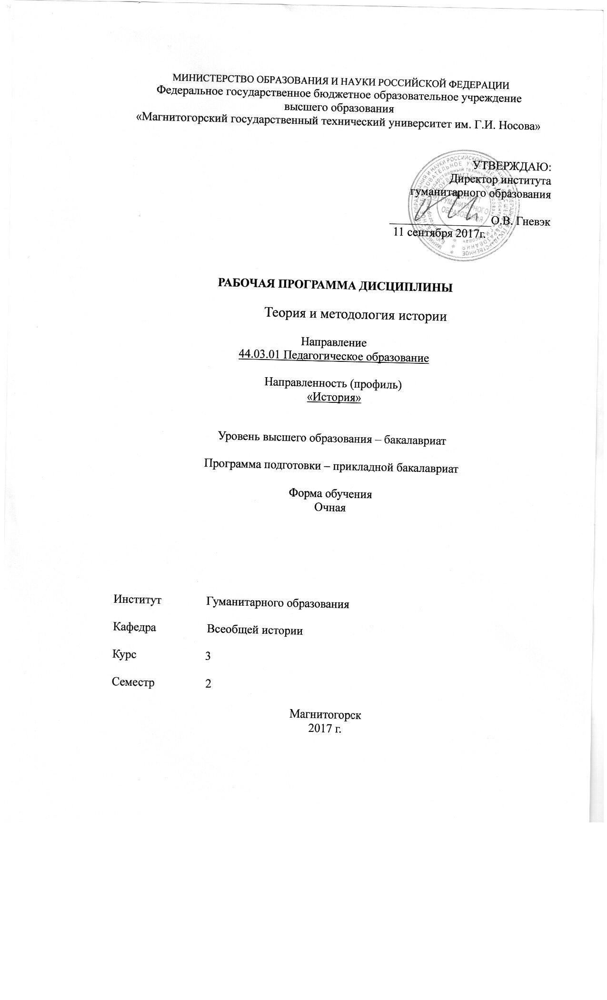 МИНИСТЕРСТВО ОБРАЗОВАНИЯ И НАУКИ РОССИЙСКОЙ ФЕДЕРАЦИИ
Федеральное государственное бюджетное образовательное учреждение
высшего образования
«Магнитогорский государственный технический университет им. Г.И. Носова»
УТВЕРЖДАЮ:
Директор института
гуманитарного образования
ИНСТИТУТ
ГУМАНИТАРНОГО
ОБРАЗОВАНИЯ
О.В. Гневэк
11 сентября 2017г.
РАБОЧАЯ ПРОГРАММА ДИСЦИПЛИНЫ
Теория и методология истории
Направление
44.03.01 Педагогическое образование
Направленность (профиль)
«История»
Уровень высшего образования – бакалавриат
Программа подготовки – прикладной бакалавриат
Форма обучения
Очная
Институт Гуманитарного образования
Кафедра Всеобщей истории
Курс 3
Семестр 2
Магнитогорск
2017 г.